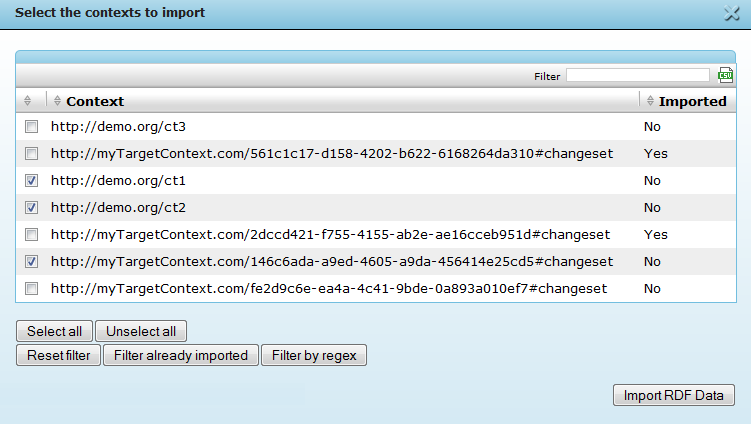 Select the contexts to import
Filter
CSV
Context Imported
http://demo.org/ct3 No
http://myTargetContext.com/561c1c17-d158-4202-b622-6168264da310#changeset Yes
http://demo.org/ct1 No
http://demo.org/ct2 No
http://myTargetContext.com/2dccd421-f755-4155-ab2e-ae16cceb951d#changeset Yes
http://myTargetContext.com/146c6ada-a9ed-4605-a9da-456414e25cd5#changeset No
http://myTargetContext.com/fe2d9c6e-ea4a-4c41-9bde-0a893a010ef7#changeset No
Select all Unselect all
Reset filter Filter already imported Filter by regex
Import RDF Data